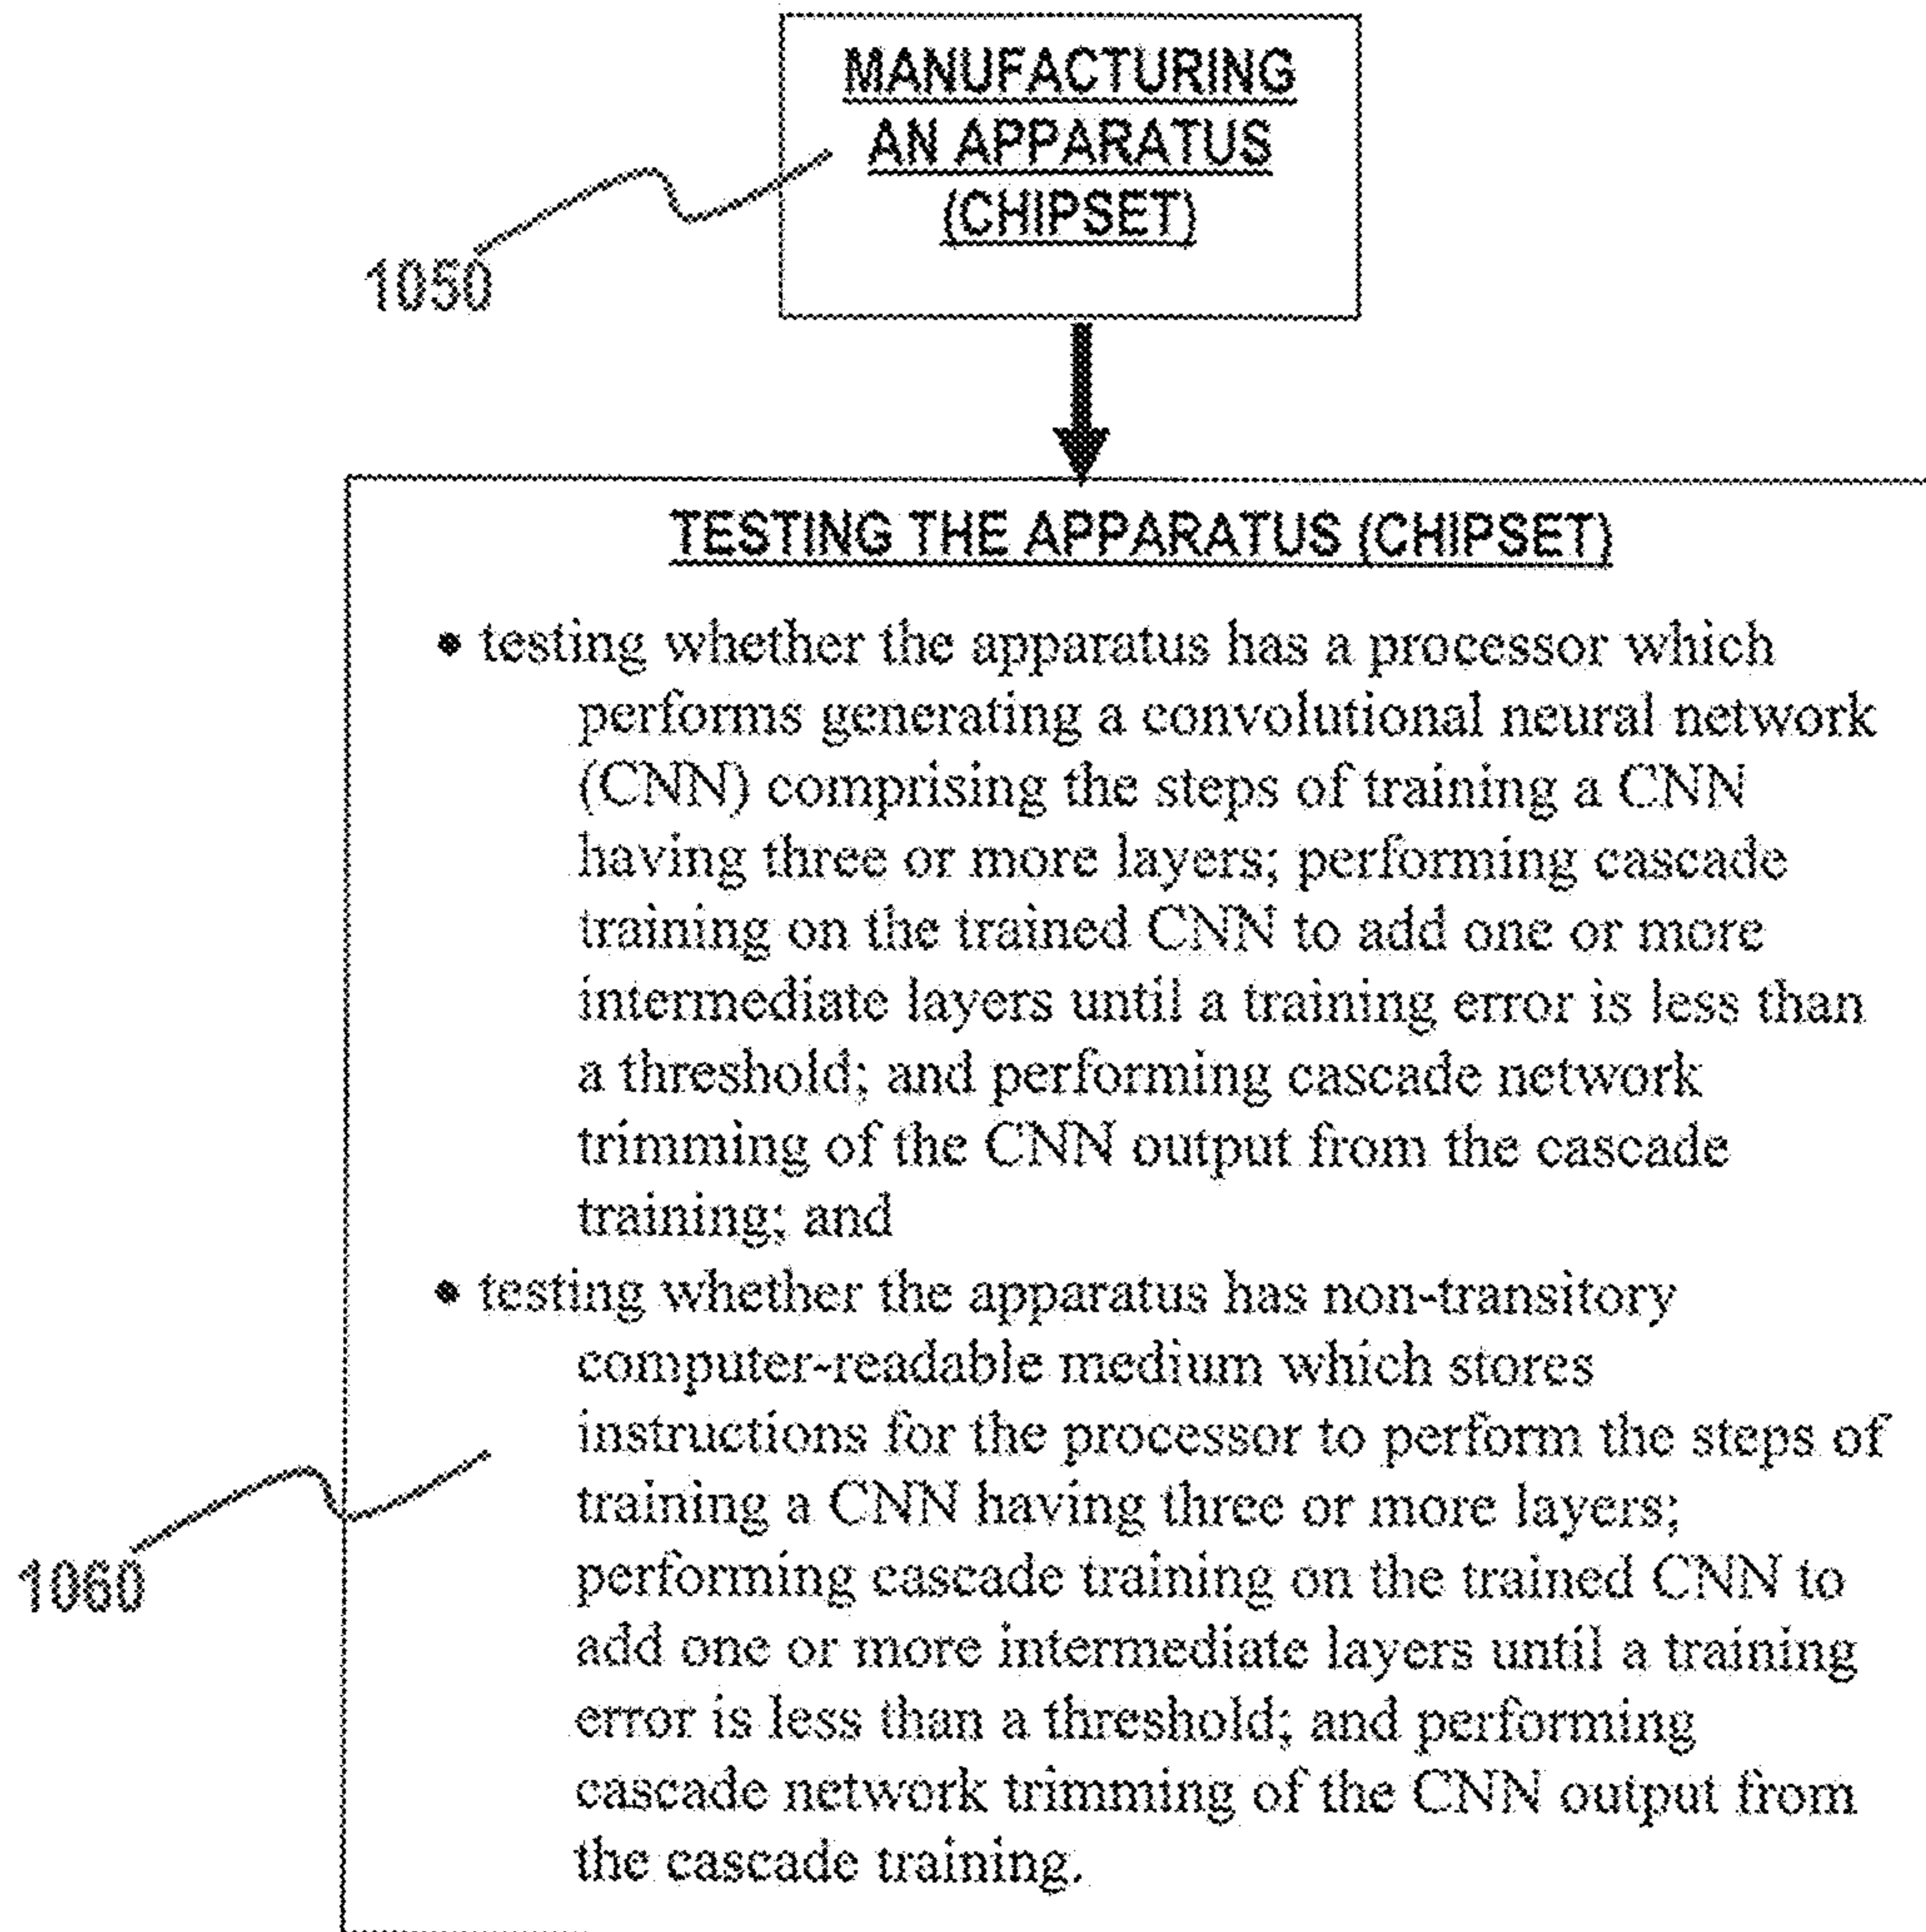 MANUFACTURING
AN APPARATUS
(CHIPSET)
1050
TESTING THE APPARATUS (CHIPSET)
• testing whether the apparatus has a processor which
performs generating a convolutional neural network
(CNN) comprising the steps of training a CNN
having three or more layers; performing cascade
training on the trained CNN to add one or more
intermediate layers until a training error is less than
a threshold; and performing cascade network
trimming of the CNN output from the cascade
training; and
• testing whether the apparatus has non-transitory
computer-readable medium which stores
instructions for the processor to perform the steps of
training a CNN having three or more layers;
performing cascade training on the trained CNN to
add one or more intermediate layers until a training
error is less than a threshold; and performing
cascade network trimming of the CNN output from
the cascade training.
1060